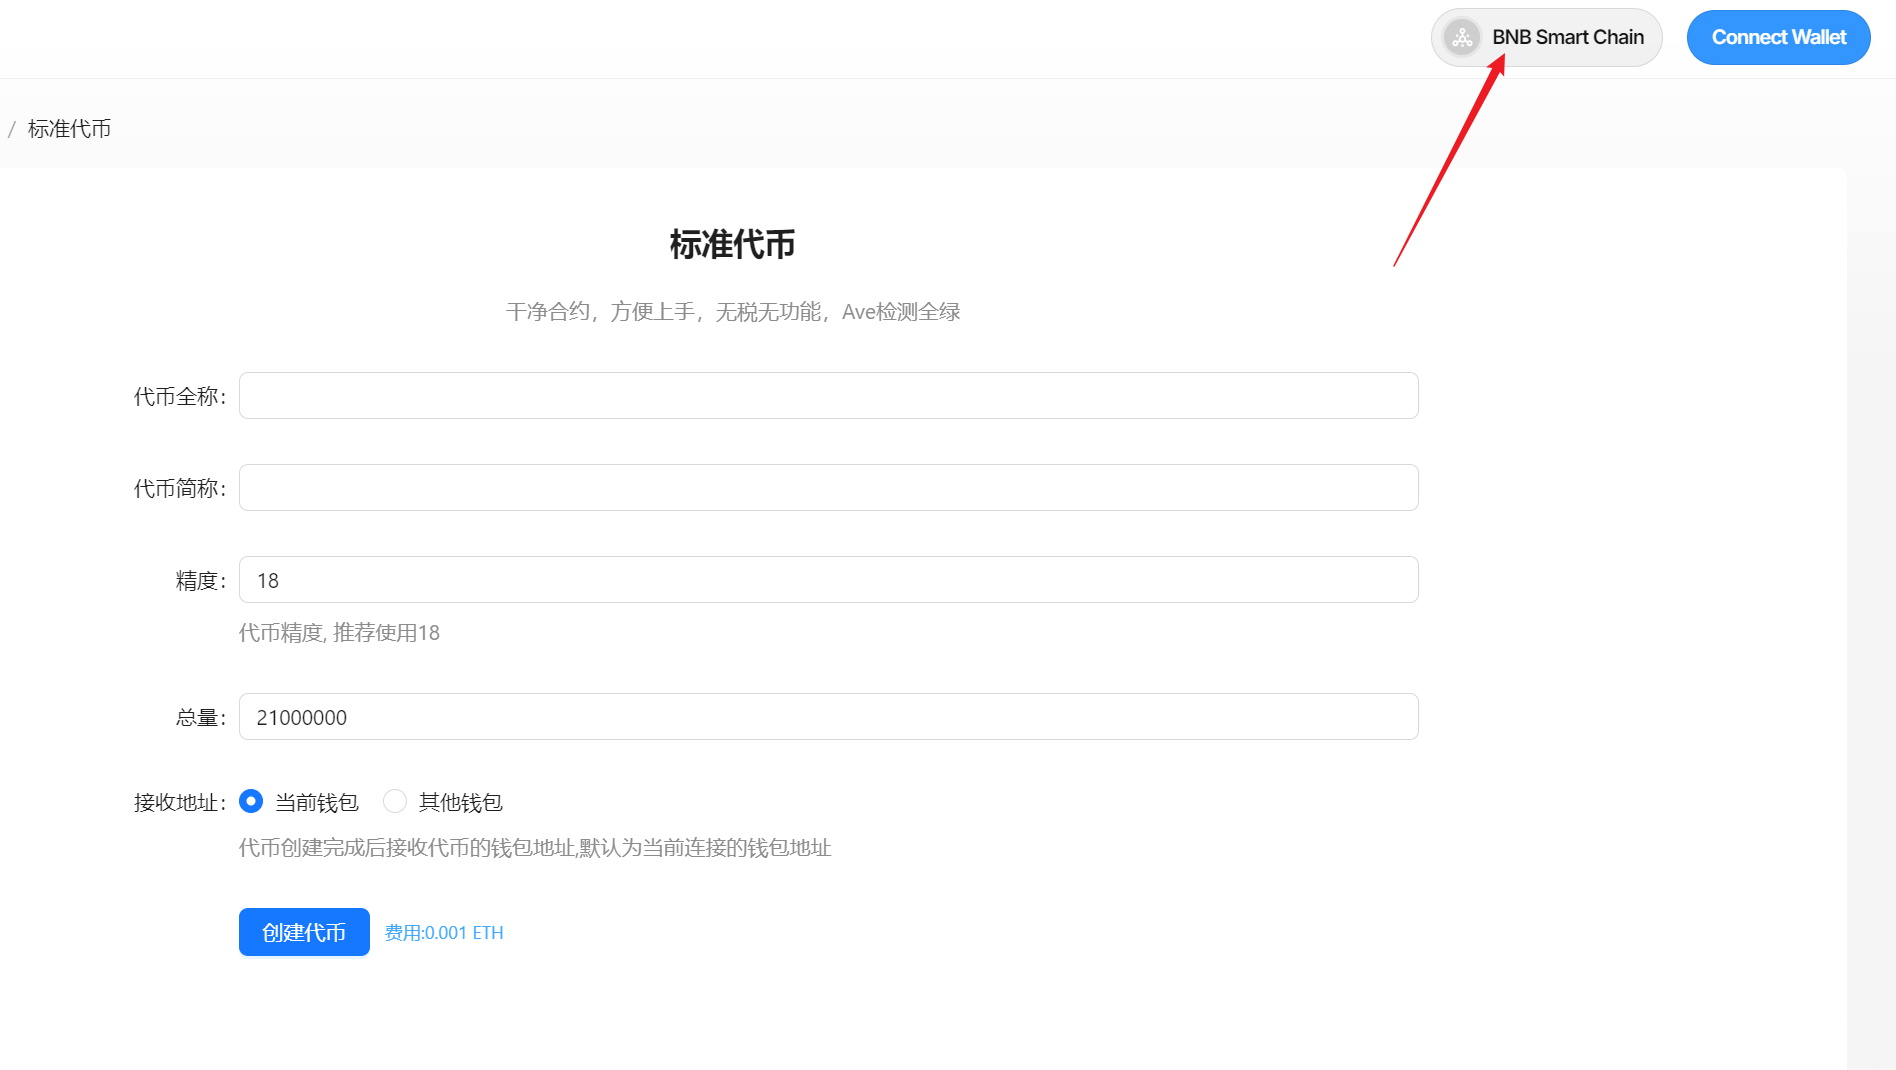 BNB Smart Chain
Connect Wallet
/ 标准代币
标准代币
干净合约，方便上手，无税无功能，Ave检测全绿
代币全称：
代币简称：
精度： 18
代币精度, 推荐使用18
总量： 21000000
接收地址： 当前钱包 其他钱包
代币创建完成后接收代币的钱包地址,默认为当前连接的钱包地址
创建代币 费用:0.001 ETH